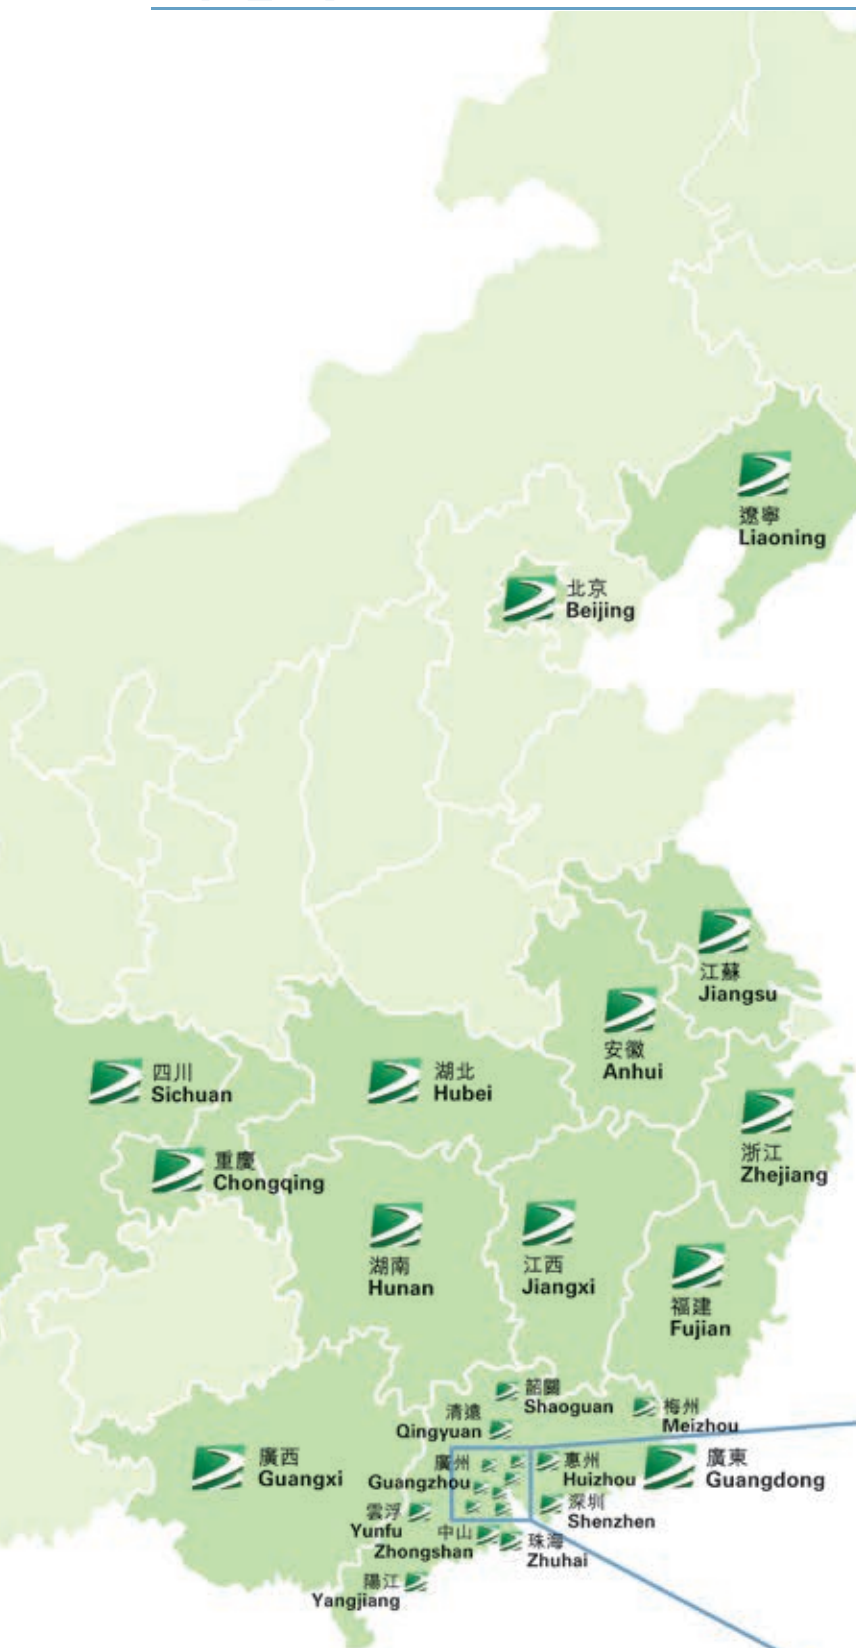 遼寧
Liaoning
北京
Beijing
江蘇
Jiangsu
安徽
Anhui
四川
Sichuan
湖北
Hubei
浙江
Zhejiang
重慶
Chongqing
湖南
Hunan
江西
Jiangxi
福建
Fujian
韶關
Shaoguan
梅州
Meizhou
清遠
Qingyuan
廣西
Guangxi
廣州
Guangzhou
惠州
Huizhou
廣東
Guangdong
雲浮
Yunfu
深圳
Shenzhen
中山
Zhongshan
珠海
Zhuhai
陽江
Yangjiang